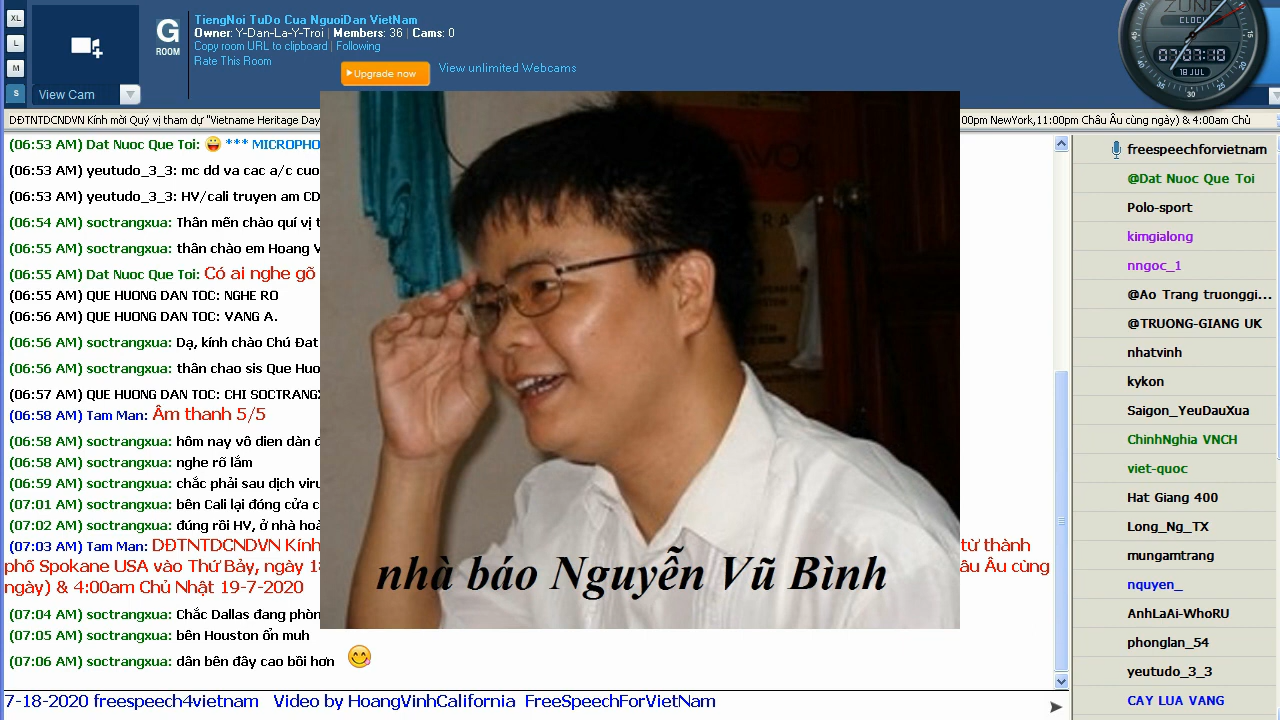 XL
L
M
S
View Cam
G
ROOM
TiengNoi TuDo Cua NguoiDan VietNam
Owner: Y-Dan-La-Y-Troi | Members: 36 | Cams: 0
Copy room URL to clipboard | Following
Rate This Room
Upgrade now
View unlimited Webcams
ZUNE
CLOCK
07:07:10
18 JUL
15
25
30
35
DĐTNTDCNDVN Kính mời Quý vị tham dự "Vietname Heritage Day
00pm NewYork,11:00pm Châu Âu cùng ngày) & 4:00am Chủ
(06:53 AM) Dat Nuoc Que Toi: *** MICROPHO
(06:53 AM) yeutudo_3_3: mc dd va cac a/c cuo
(06:53 AM) yeutudo_3_3: HV/cali truyen am CD
(06:54 AM) soctrangxua: Thân mến chào quí vị t
(06:55 AM) soctrangxua: thân chào em Hoang V
(06:55 AM) Dat Nuoc Que Toi: Có ai nghe gõ
(06:55 AM) QUE HUONG DAN TOC: NGHE RO
(06:56 AM) QUE HUONG DAN TOC: VANG A.
(06:56 AM) soctrangxua: Dạ, kính chào Chú Đat
(06:56 AM) soctrangxua: thân chao sis Que Huo
(06:57 AM) QUE HUONG DAN TOC: CHI SOCTRANG
(06:58 AM) Tam Man: Âm thanh 5/5
(06:58 AM) soctrangxua: hôm nay vô dien dàn
(06:58 AM) soctrangxua: nghe rõ lắm
(06:59 AM) soctrangxua: chắc phải sau dịch viru
(07:01 AM) soctrangxua: bên Cali lại đóng cửa c
(07:02 AM) soctrangxua: đúng rồi HV, ở nhà hoà
(07:03 AM) Tam Man: DĐTNTDCNDVN Kính
từ thành
phố Spokane USA vào Thứ Bảy, ngày 18
âu Âu cùng
ngày) & 4:00am Chủ Nhật 19-7-2020
(07:04 AM) soctrangxua: Chắc Dallas đang phòn
(07:05 AM) soctrangxua: bên Houston ổn muh
(07:06 AM) soctrangxua: dân bên đây cao bồi hơn
nhà báo Nguyễn Vũ Bình
freespeechforvietnam
@Dat Nuoc Que Toi
Polo-sport
kimgialong
nngoc_1
@Ao Trang truonggi...
@TRUONG-GIANG UK
nhatvinh
kykon
Saigon_YeuDauXua
ChinhNghia VNCH
viet-quoc
Hat Giang 400
Long_Ng_TX
mungamtrang
nquyen_
AnhLaAi-WhoRU
phonglan_54
yeutudo_3_3
CAY LUA VANG
7-18-2020 freespeech4vietnam Video by HoangVinhCalifornia FreeSpeechForVietNam